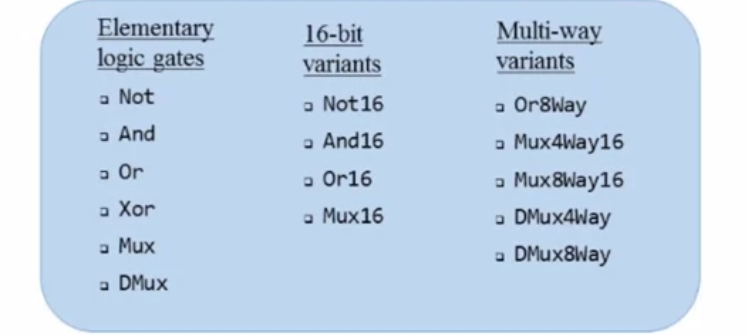 Elementary
logic gates
Not
And
Or
Xor
Mux
DMux
16-bit
variants
Not16
And16
Or16
Mux16
Multi-way
variants
Or8Way
Mux4Way16
Mux8Way16
DMux4Way
DMux8Way